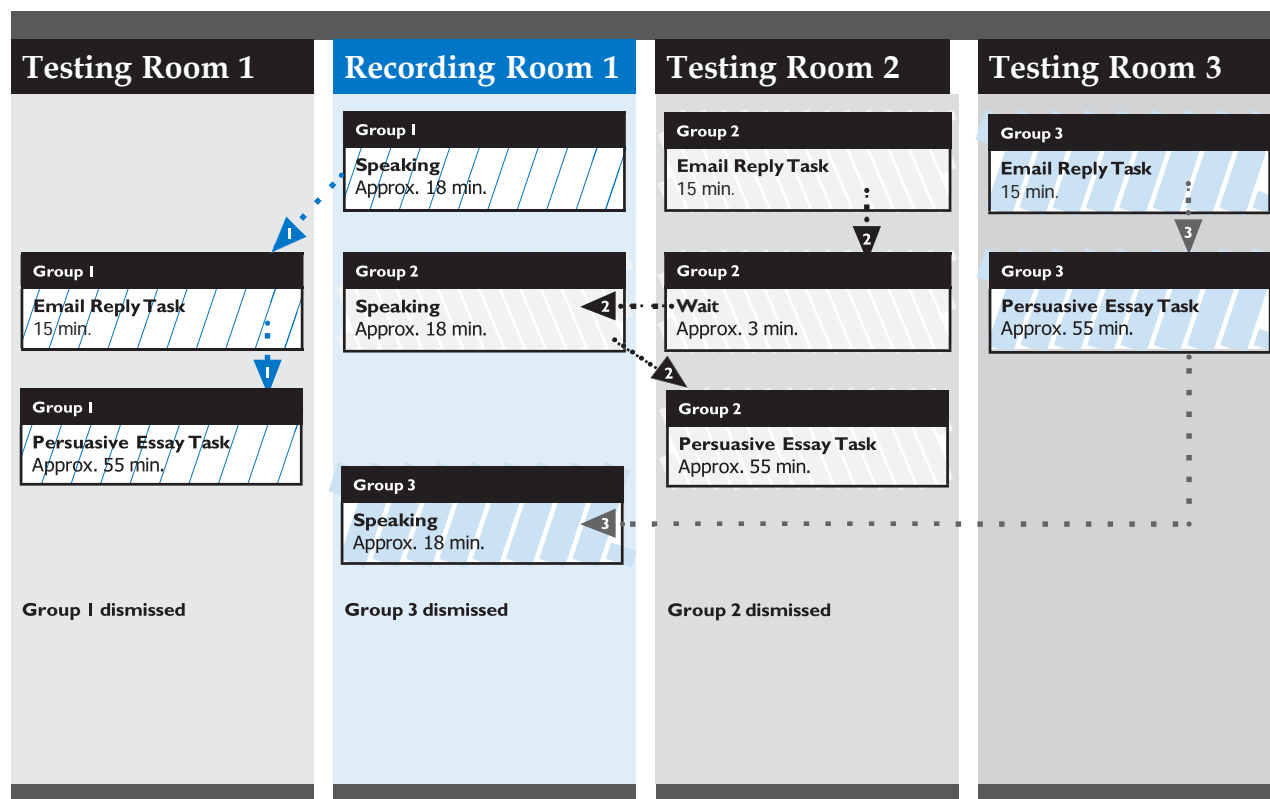 Testing Room 1
Group 1
Email Reply Task
15 min.
Group 1
Persuasive Essay Task
Approx. 55 min.
Group 1 dismissed
Recording Room 1
Group 1
Speaking
Approx. 18 min.
Group 2
Speaking
Approx. 18 min.
Group 3
Speaking
Approx. 18 min.
Group 3 dismissed
Testing Room 2
Group 2
Email Reply Task
15 min.
Group 2
Wait
Approx. 3 min.
Group 2
Persuasive Essay Task
Approx. 55 min.
Group 2 dismissed
Testing Room 3
Group 3
Email Reply Task
15 min.
Group 3
Persuasive Essay Task
Approx. 55 min.
1
1
2
2
2
3
3